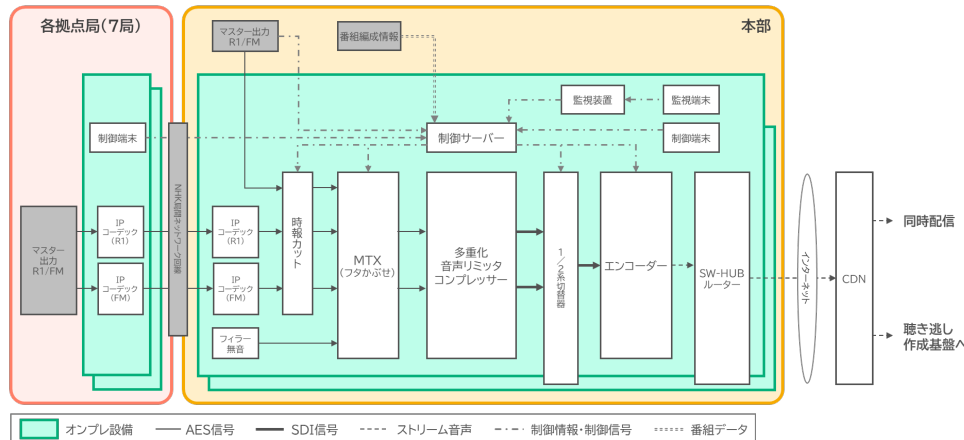 各拠点局(7局)
本部
マスター出力
R1/FM
番組編成情報
監視装置
監視端末
制御端末
制御サーバー
制御端末
NHK局間ネットワーク回線
マスター
出力
R1/FM
IP
コーデック
(R1)
IP
コーデック
(FM)
IP
コーデック
(R1)
IP
コーデック
(FM)
フィラー
無音
時報カット
MTX
(フタかぶせ)
多重化
音声リミッタ
コンプレッサー
1/2系切替器
エンコーダー
SW-HUB
ルーター
インターネット
CDN
同時配信
聴き逃し
作成基盤へ
オンプレ設備
AES信号
SDI信号
ストリーム音声
制御情報・制御信号
番組データ